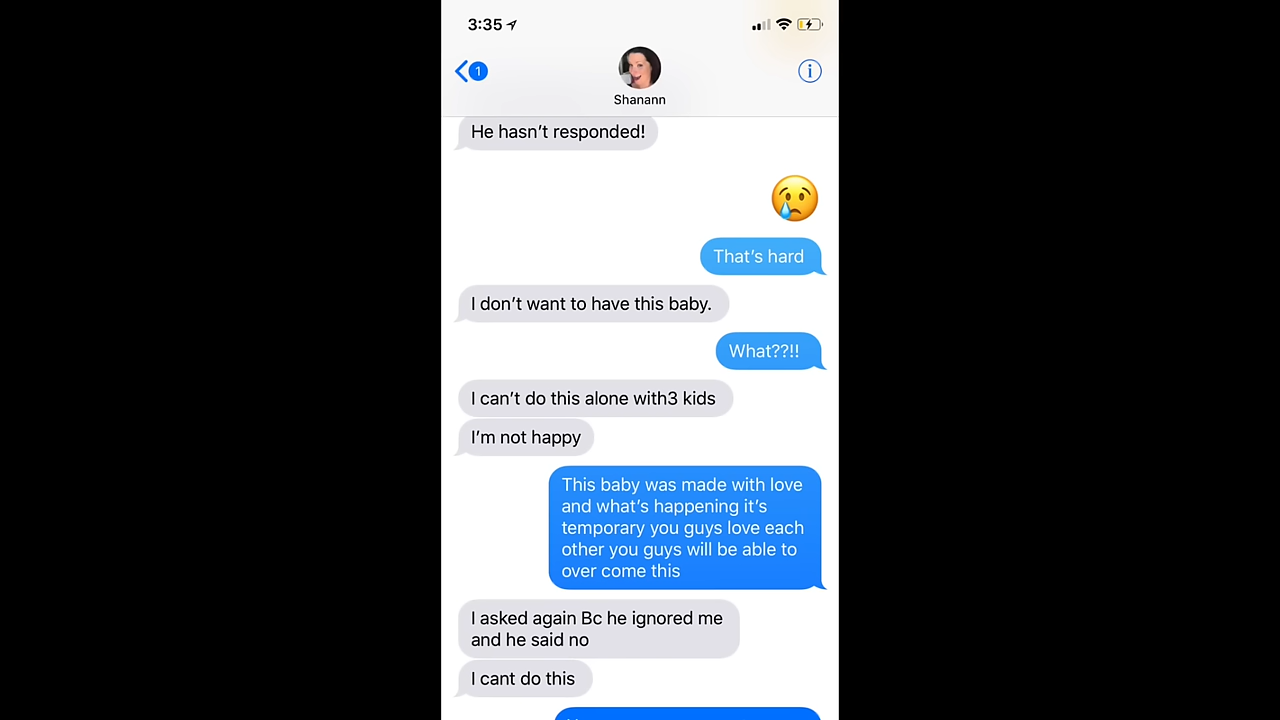 3:35
1
Shanann
He hasn’t responded!
That’s hard
I don’t want to have this baby.
What??!!
I can’t do this alone with3 kids
I’m not happy
This baby was made with love
and what’s happening it’s
temporary you guys love each
other you guys will be able to
over come this
I asked again Bc he ignored me
and he said no
I cant do this